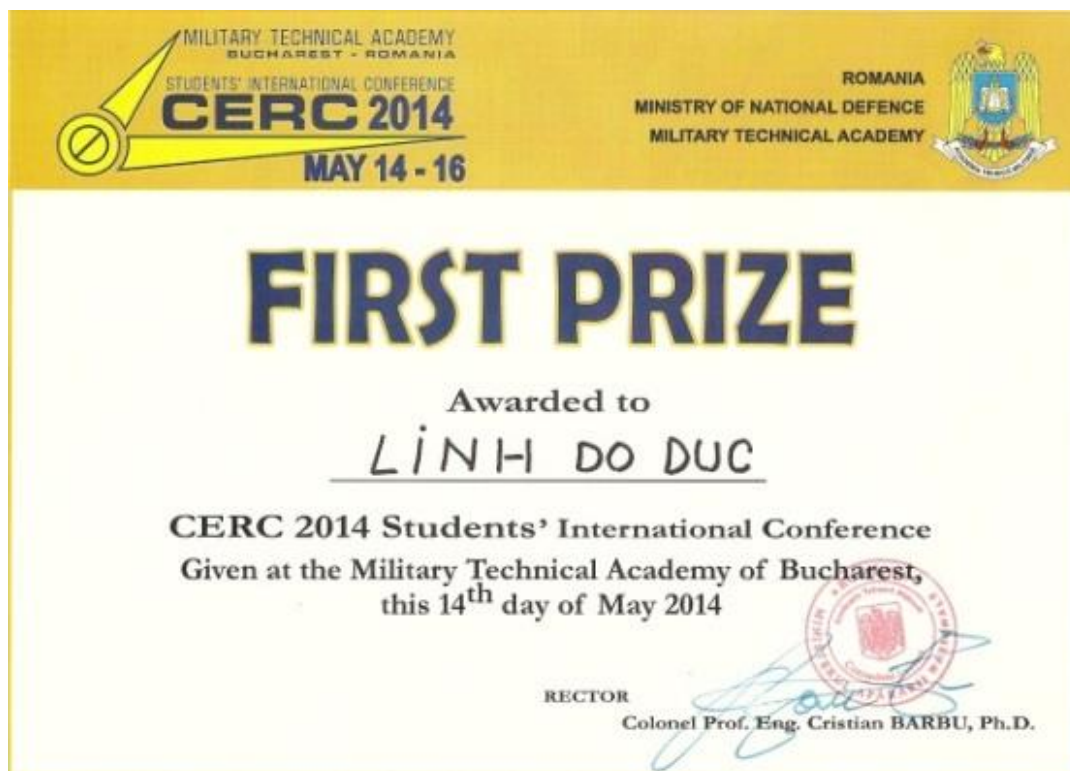 MILITARY TECHNICAL ACADEMY
BUCHAREST - ROMANIA
STUDENTS' INTERNATIONAL CONFERENCE
CERC 2014
MAY 14 - 16
ROMANIA
MINISTRY OF NATIONAL DEFENCE
MILITARY TECHNICAL ACADEMY
FIRST PRIZE
Awarded to
LiNH DO DUC
CERC 2014 Students' International Conference
Given at the Military Technical Academy of Bucharest,
this 14th day of May 2014
RECTOR
Colonel Prof. Eng. Cristian BARBU, Ph.D.